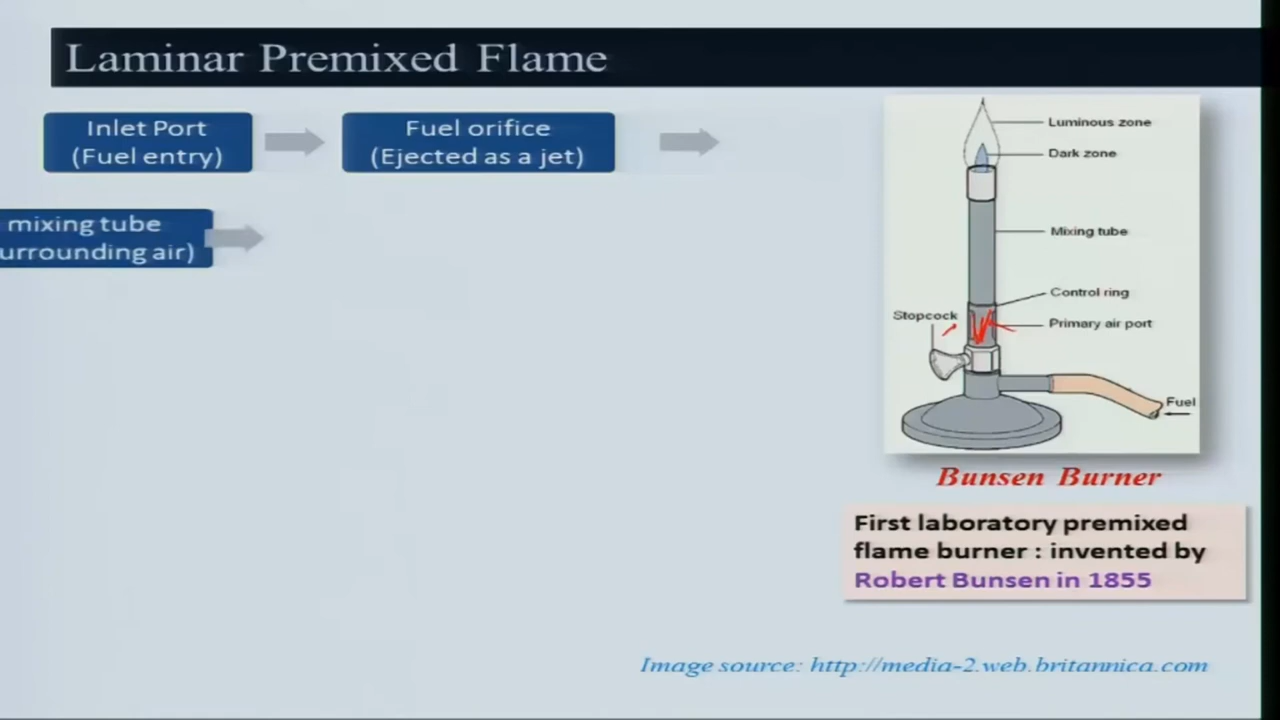 Laminar Premixed Flame
Inlet Port
(Fuel entry)
Fuel orifice
(Ejected as a jet)
mixing tube
urrounding air)
Luminous zone
Dark zone
Mixing tube
Control ring
Stopcock
Primary air port
Fuel
Bunsen Burner
First laboratory premixed
flame burner : invented by
Robert Bunsen in 1855
Image source: http://media-2.web.britannica.com